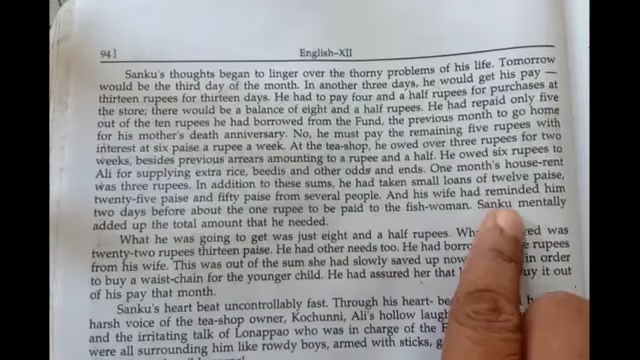 94]
English–XII
Sanku's thoughts began to linger over the thorny problems of his life. Tomorrow
would be the third day of the month. In another three days, he would get his pay —
thirteen rupees for thirteen days. He had to pay four and a half rupees for purchases at
the store; there would be a balance of eight and a half rupees. He had repaid only five
out of the ten rupees he had borrowed from the Fund, the previous month to go home
for his mother's death anniversary. No, he must pay the remaining five rupees with
interest at six paise a rupee a week. At the tea-shop, he owed over three rupees for two
weeks, besides previous arrears amounting to a rupee and a half. He owed six rupees to
Ali for supplying extra rice, beedis and other odds and ends. One month's house-rent
was three rupees. In addition to these sums, he had taken small loans of twelve paise,
twenty-five paise and fifty paise from several people. And his wife had reminded him
two days before about the one rupee to be paid to the fish-woman. Sanku mentally
added up the total amount that he needed.
What he was going to get was just eight and a half rupees. was
twenty-two rupees thirteen paise. He had other needs too. He had rupees
from his wife. This was out of the sum she had slowly saved up in order
to buy a waist-chain for the younger child. He had assured her that buy it out
of his pay that month.
Sanku's heart beat uncontrollably fast. Through his heart-
harsh voice of the tea-shop owner, Kochunni, Ali's hollow
and the irritating talk of Lonappao who was in charge of the
were all surrounding him like rowdy boys, armed with sticks,